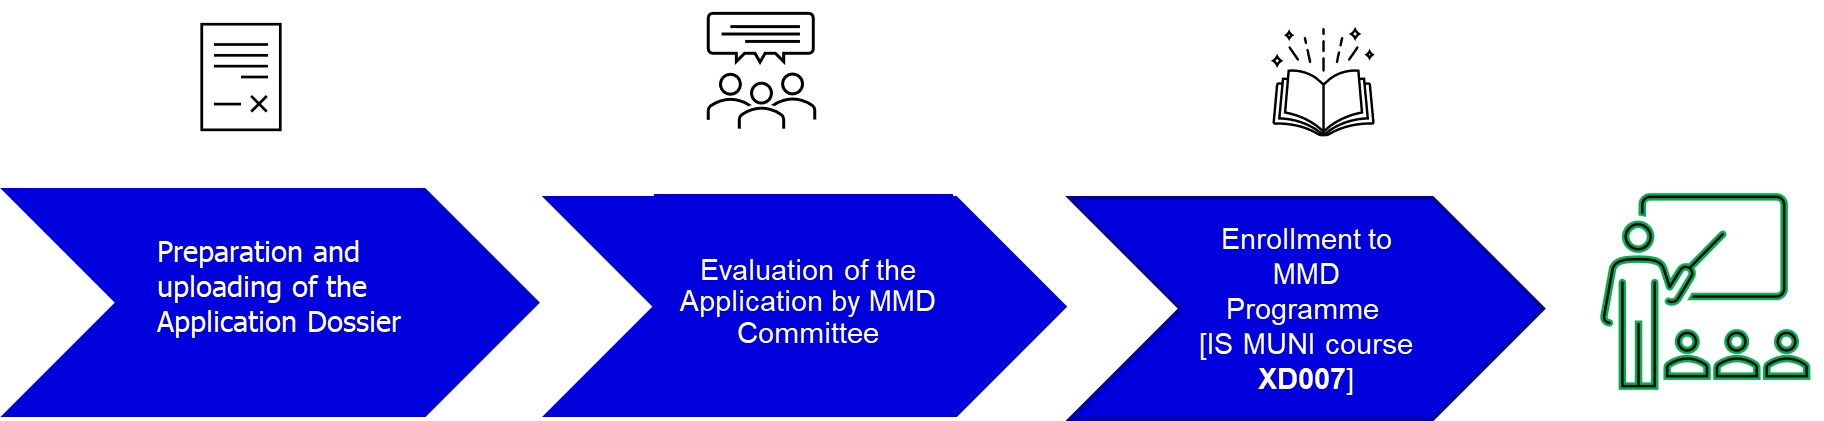 Preparation and
uploading of the
Application Dossier
Evaluation of the
Application by MMD
Committee
Enrollment to
MMD
Programme
[IS MUNI course
XD007]